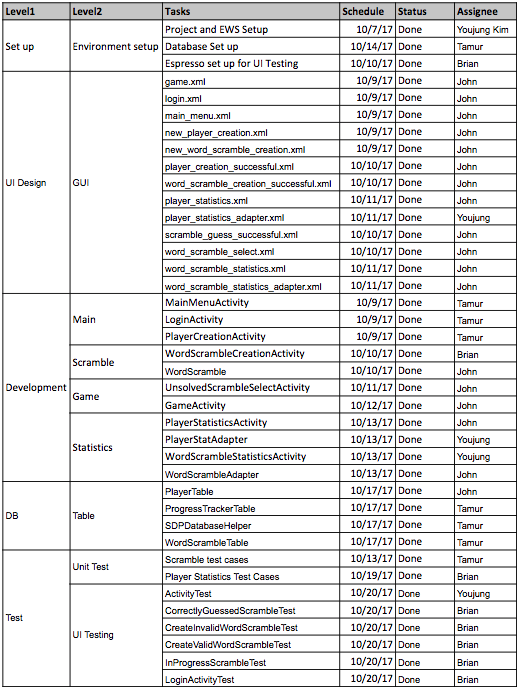 Level1 Level2 Tasks Schedule Status Assignee
Set up Environment setup Project and EWS Setup 10/7/17 Done Youjung Kim
Database Set up 10/14/17 Done Tamur
Espresso set up for UI Testing 10/10/17 Done Brian
UI Design GUI game.xml 10/9/17 Done John
login.xml 10/9/17 Done John
main_menu.xml 10/9/17 Done John
new_player_creation.xml 10/9/17 Done John
new_word_scramble_creation.xml 10/9/17 Done John
player_creation_successful.xml 10/10/17 Done John
word_scramble_creation_successful.xml 10/10/17 Done John
player_statistics.xml 10/11/17 Done John
player_statistics_adapter.xml 10/11/17 Done Youjung
scramble_guess_successful.xml 10/10/17 Done John
word_scramble_select.xml 10/10/17 Done John
word_scramble_statistics.xml 10/11/17 Done John
word_scramble_statistics_adapter.xml 10/11/17 Done John
Development Main MainMenuActivity 10/9/17 Done Tamur
LoginActivity 10/9/17 Done Tamur
PlayerCreationActivity 10/9/17 Done Tamur
Scramble WordScrambleCreationActivity 10/10/17 Done Brian
WordScramble 10/10/17 Done John
Game UnsolvedScrambleSelectActivity 10/11/17 Done John
GameActivity 10/12/17 Done John
Statistics PlayerStatisticsActivity 10/13/17 Done John
PlayerStatAdapter 10/13/17 Done Youjung
WordScrambleStatisticsActivity 10/13/17 Done Youjung
WordScrambleAdapter 10/13/17 Done John
DB Table PlayerTable 10/17/17 Done John
ProgressTrackerTable 10/17/17 Done Tamur
SDPDatabaseHelper 10/17/17 Done Tamur
WordScrambleTable 10/17/17 Done Tamur
Test Unit Test Scramble test cases 10/13/17 Done Tamur
Player Statistics Test Cases 10/19/17 Done Brian
UI Testing ActivityTest 10/20/17 Done Youjung
CorrectlyGuessedScrambleTest 10/20/17 Done Brian
CreateInvalidWordScrambleTest 10/20/17 Done Brian
CreateValidWordScrambleTest 10/20/17 Done Brian
InProgressScrambleTest 10/20/17 Done Brian
LoginActivityTest 10/20/17 Done Brian